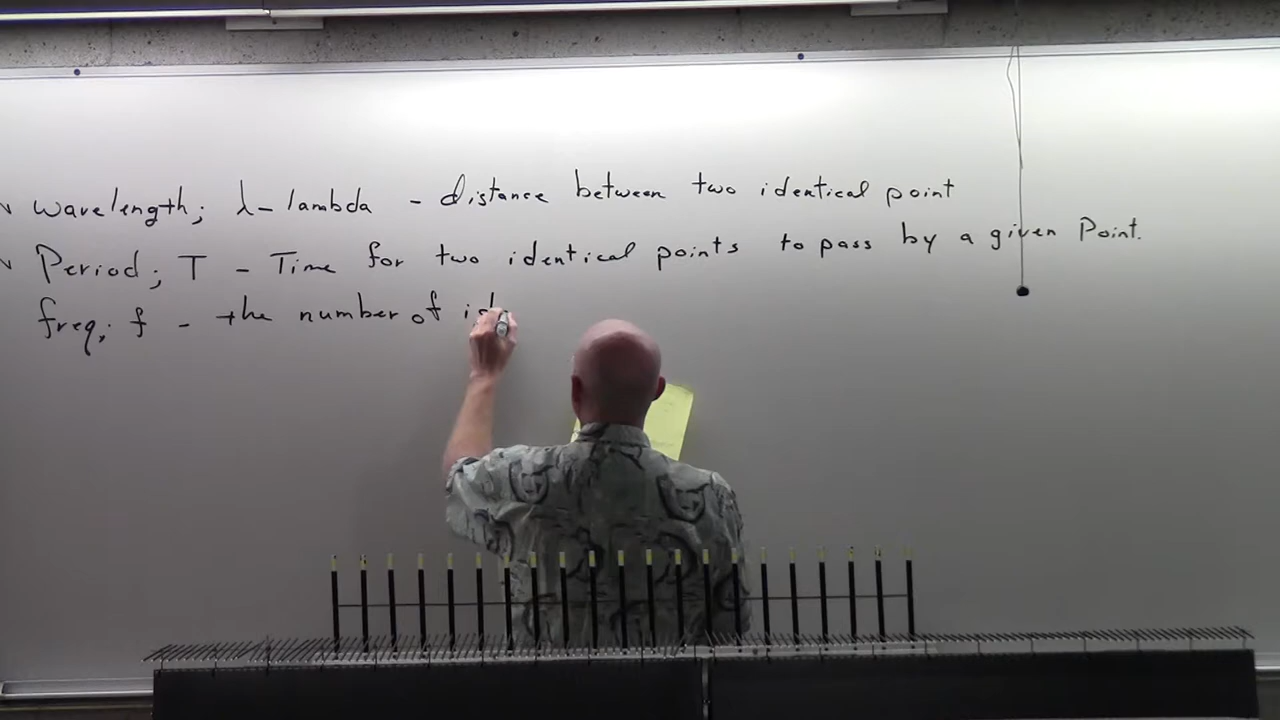 wavelength; λ - lambda - distance between two identical point
Period; T - Time for two identical points to pass by a given Point.
freq; f - the number of id